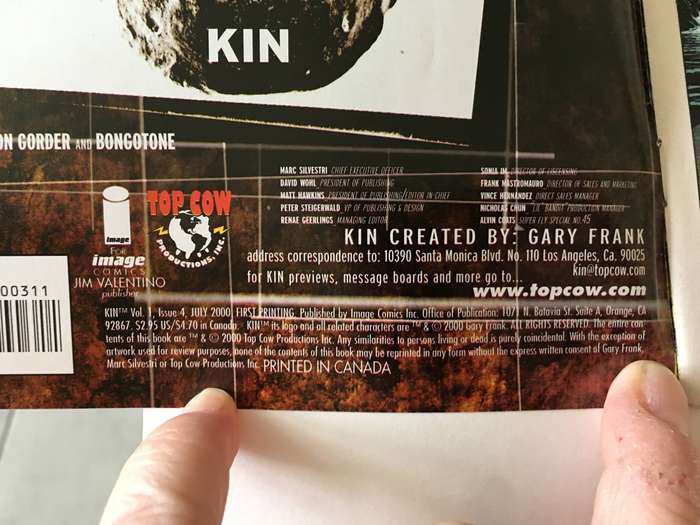 KIN
ON GORDER AND BONGOTONE
MARC SILVESTRI CHIEF EXECUTIVE OFFICER
DAVID WOHL PRESIDENT OF PUBLISHING
MATT HAWKINS PRESIDENT OF PUBLISHING/EDITOR IN CHIEF
PETER STEIGERWALD VP OF PUBLISHING & DESIGN
RENAE GEERLINGS MANAGING EDITOR
SONIA IM DIRECTOR OF LICENSING
FRANK MASTROMAURO DIRECTOR OF SALES AND MARKETING
VINCE HERNANDEZ DIRECT SALES MANAGER
NICHOLAS CHUN PRODUCTION MANAGER
ALVIN COATS SUPER FLY SPECIAL NO.45
image
TOP COW
PRODUCTIONS, INC.
For
image
COMICS
JIM VALENTINO
publisher
KIN CREATED BY: GARY FRANK
address correspondence to: 10390 Santa Monica Blvd. No. 110 Los Angeles, Ca. 90025
kin@topcow.com
for KIN previews, message boards and more go to...
www.topcow.com
00311
KIN™ Vol. 1, Issue 4, JULY 2000 FIRST PRINTING. Published by Image Comics Inc. Office of Publication: 1071 N. Batavia St. Suite A, Orange, CA
92867. $2.95 US/$4.70 in Canada. KIN™ its logo and all related characters are ™ & © 2000 Gary Frank. ALL RIGHTS RESERVED. The entire con
tents of this book are ™ & © 2000 Top Cow Productions Inc. Any similarities to persons living or dead is purely coincidental. With the exception of
artwork used for review purposes, none of the contents of this book may be reprinted in any form without the express written consent of Gary Frank,
Marc Silvestri or Top Cow Productions Inc. PRINTED IN CANADA